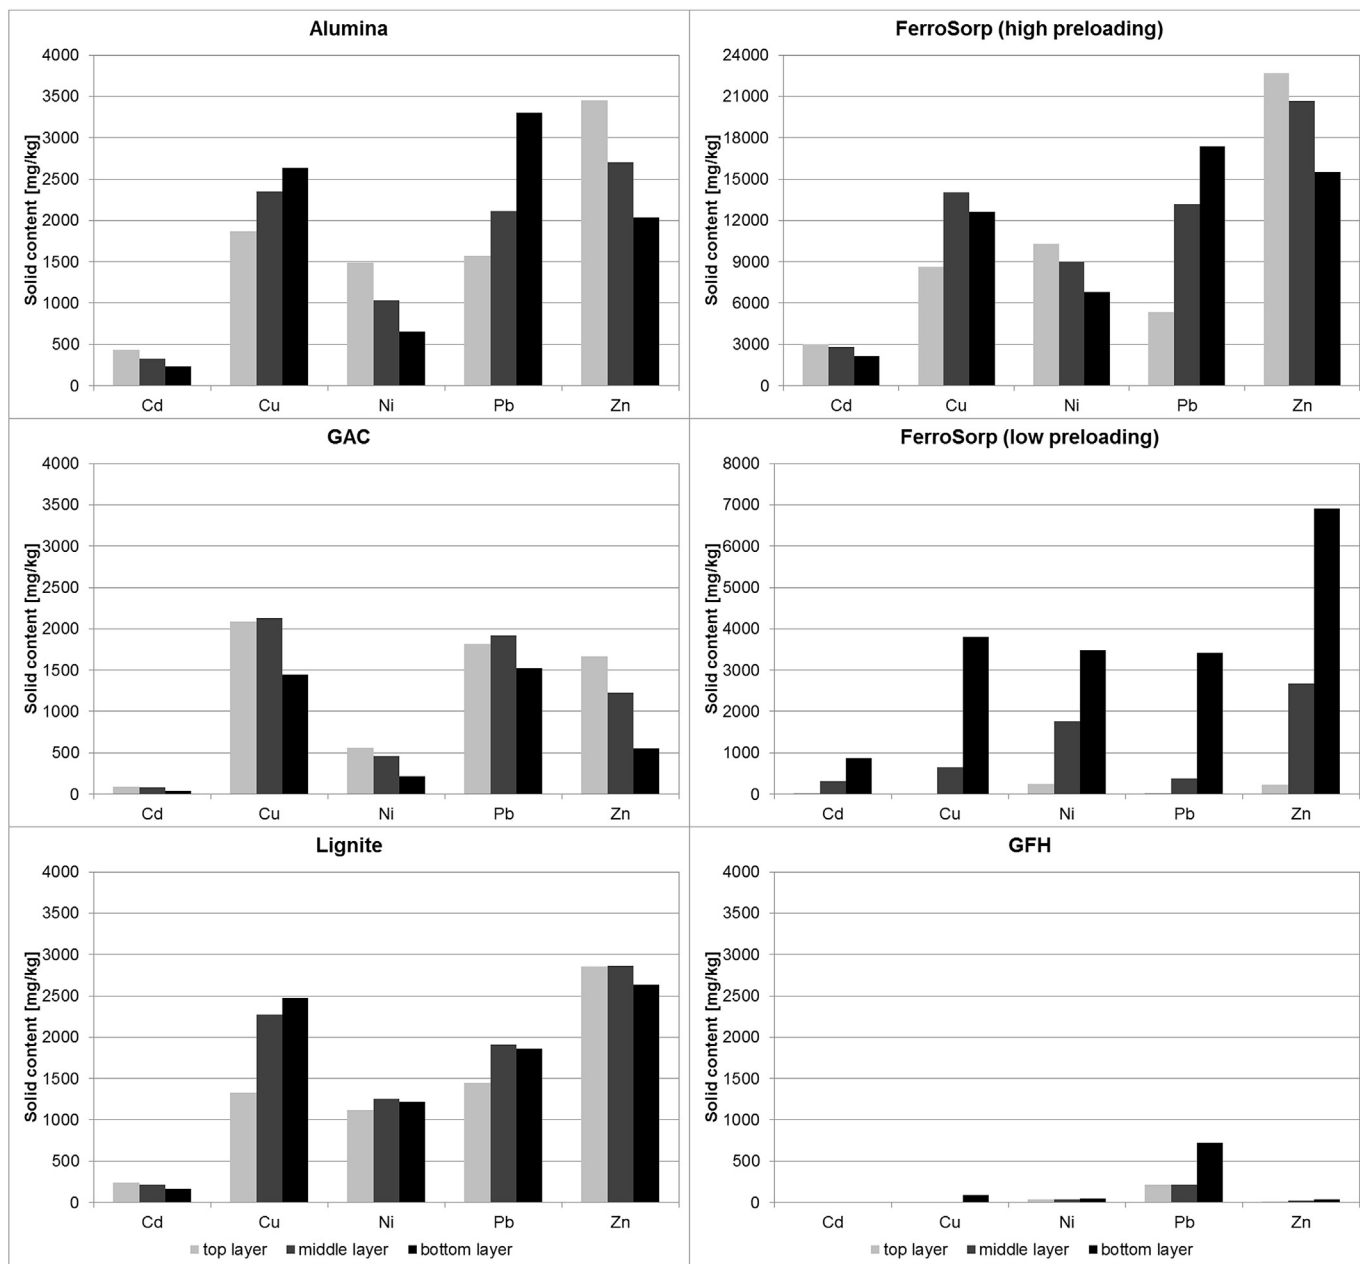 Alumina
Solid content [mg/kg]
4000
3500
3000
2500
2000
1500
1000
500
0
Cd Cu Ni Pb Zn
FerroSorp (high preloading)
Solid content [mg/kg]
24000
21000
18000
15000
12000
9000
6000
3000
0
Cd Cu Ni Pb Zn
GAC
Solid content [mg/kg]
4000
3500
3000
2500
2000
1500
1000
500
0
Cd Cu Ni Pb Zn
FerroSorp (low preloading)
Solid content [mg/kg]
8000
7000
6000
5000
4000
3000
2000
1000
0
Cd Cu Ni Pb Zn
Lignite
Solid content [mg/kg]
4000
3500
3000
2500
2000
1500
1000
500
0
Cd Cu Ni Pb Zn
top layer middle layer bottom layer
GFH
Solid content [mg/kg]
4000
3500
3000
2500
2000
1500
1000
500
0
Cd Cu Ni Pb Zn
top layer middle layer bottom layer